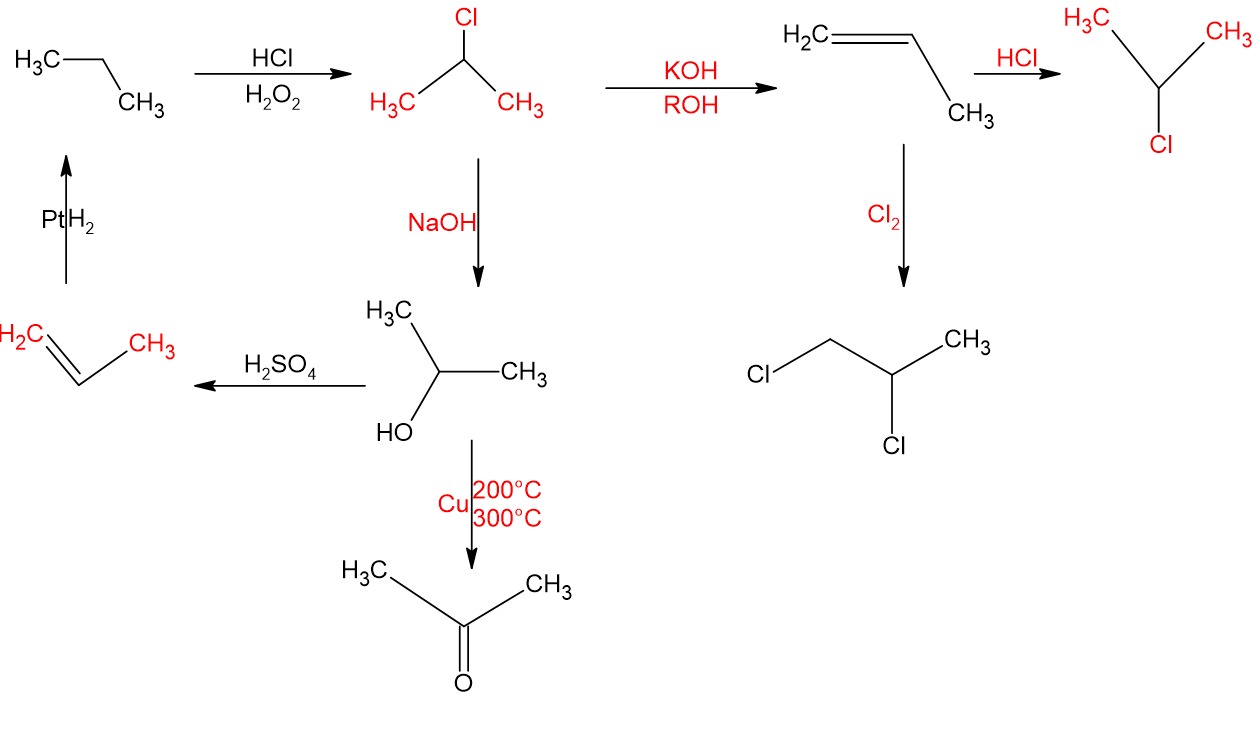 H₃C
CH₃
HCl
H₂O₂
Cl
H₃C
CH₃
KOH
ROH
H₂C
CH₃
HCl
H₃C
CH₃
Cl
PtH₂
NaOH
Cl₂
H₂C
CH₃
H₂SO₄
H₃C
CH₃
HO
Cl
CH₃
Cl
Cu
200°C
300°C
H₃C
CH₃
O